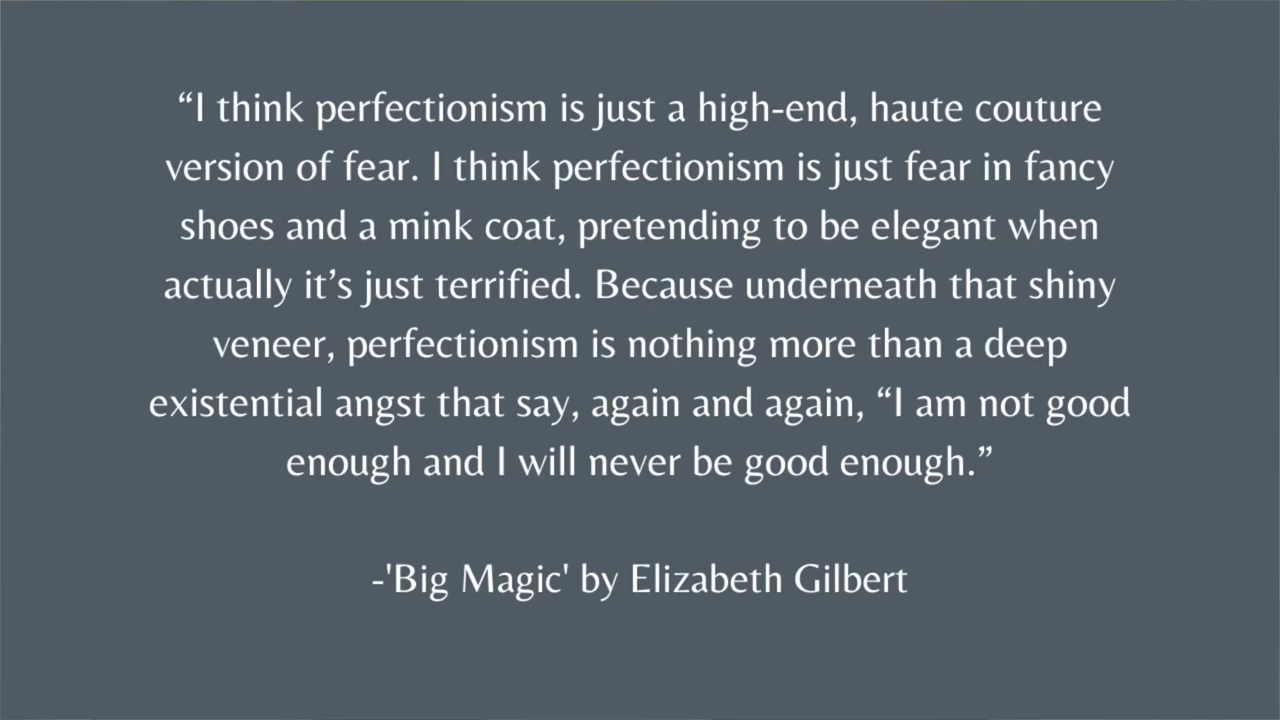 “I think perfectionism is just a high-end, haute couture
version of fear. I think perfectionism is just fear in fancy
shoes and a mink coat, pretending to be elegant when
actually it’s just terrified. Because underneath that shiny
veneer, perfectionism is nothing more than a deep
existential angst that say, again and again, “I am not good
enough and I will never be good enough.”
-'Big Magic' by Elizabeth Gilbert